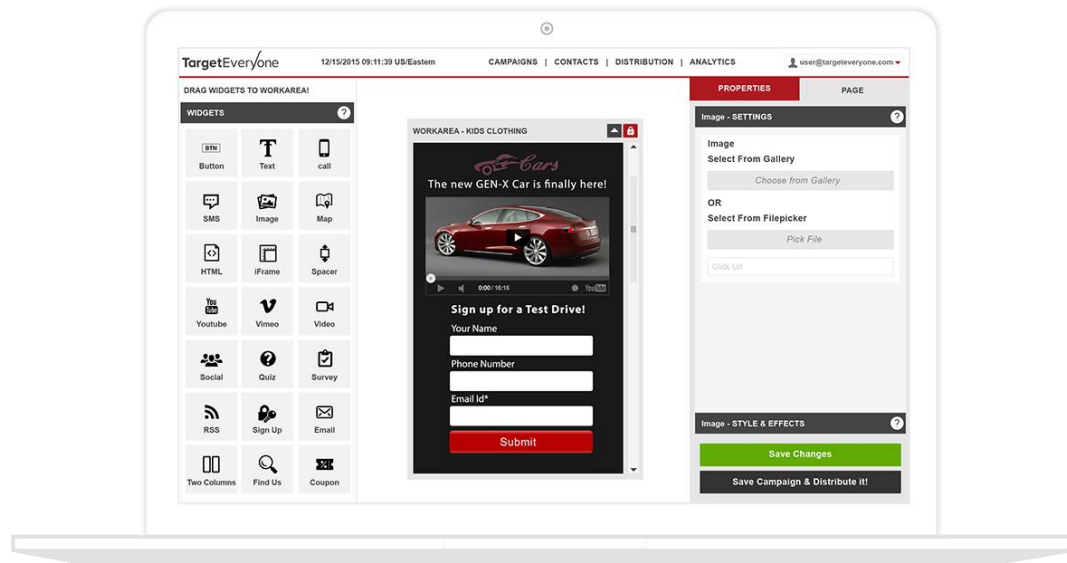 TargetEveryone
12/15/2015 09:11:39 US/Eastern
CAMPAIGNS | CONTACTS | DISTRIBUTION | ANALYTICS
user@targeteveryone.com
DRAG WIDGETS TO WORKAREA!
WIDGETS
?
BTN
Button
Text
call
SMS
Image
Map
HTML
iFrame
Spacer
You Tube
Youtube
Vimeo
Video
Social
Quiz
Survey
RSS
Sign Up
Email
Two Columns
Find Us
Coupon
WORKAREA - KIDS CLOTHING
Cars
The new GEN-X Car is finally here!
0:00 / 16:16
YouTube
Sign up for a Test Drive!
Your Name
Phone Number
Email Id*
Submit
PROPERTIES
PAGE
Image - SETTINGS
?
Image
Select From Gallery
Choose from Gallery
OR
Select From Filepicker
Pick File
Click Url
Image - STYLE & EFFECTS
?
Save Changes
Save Campaign & Distribute it!